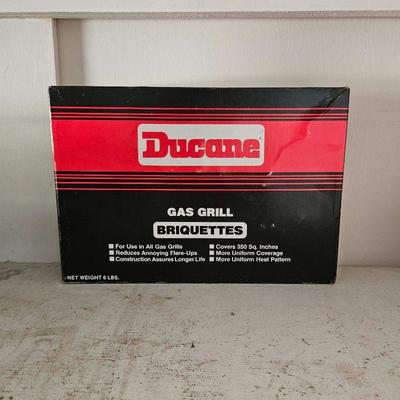 Ducane
GAS GRILL
BRIQUETTES
■ For Use in All Gas Grills
■ Reduces Annoying Flare-Ups
■ Construction Assures Longer Life
■ Covers 350 Sq. Inches
■ More Uniform Coverage
■ More Uniform Heat Pattern
NET WEIGHT 6 LBS.